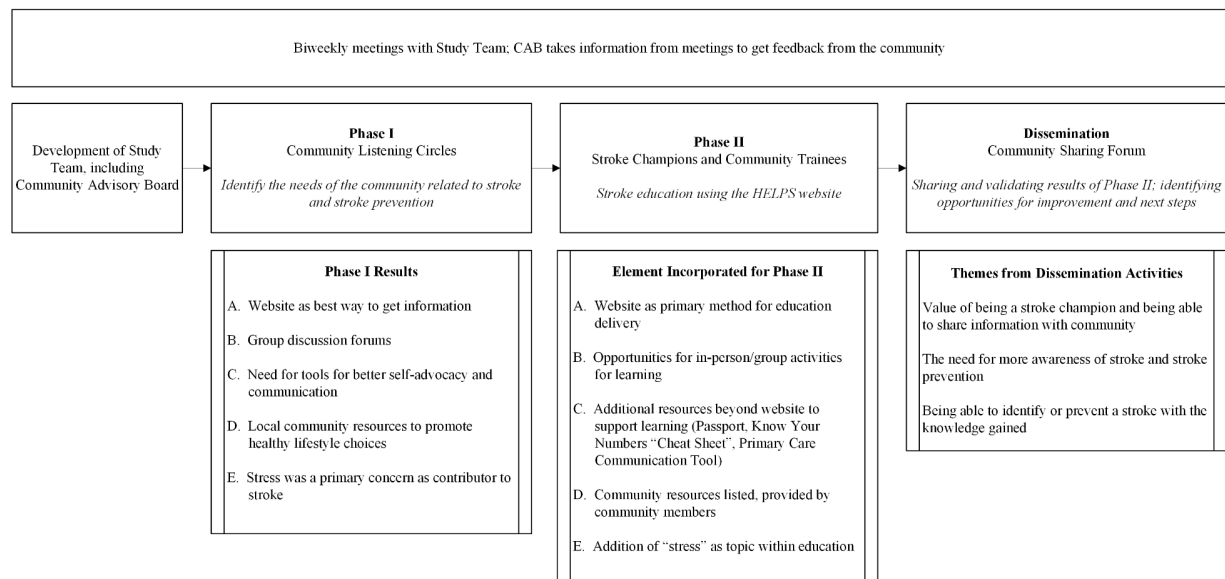 Biweekly meetings with Study Team; CAB takes information from meetings to get feedback from the community
Development of Study
Team, including
Community Advisory Board
Phase I
Community Listening Circles
Identify the needs of the community related to stroke
and stroke prevention
Phase II
Stroke Champions and Community Trainees
Stroke education using the HELPS website
Dissemination
Community Sharing Forum
Sharing and validating results of Phase II; identifying
opportunities for improvement and next steps
Phase I Results
A. Website as best way to get information
B. Group discussion forums
C. Need for tools for better self-advocacy and
communication
D. Local community resources to promote
healthy lifestyle choices
E. Stress was a primary concern as contributor to
stroke
Element Incorporated for Phase II
A. Website as primary method for education
delivery
B. Opportunities for in-person/group activities
for learning
C. Additional resources beyond website to
support learning (Passport, Know Your
Numbers “Cheat Sheet”, Primary Care
Communication Tool)
D. Community resources listed, provided by
community members
E. Addition of “stress” as topic within education
Themes from Dissemination Activities
Value of being a stroke champion and being able
to share information with community
The need for more awareness of stroke and stroke
prevention
Being able to identify or prevent a stroke with the
knowledge gained